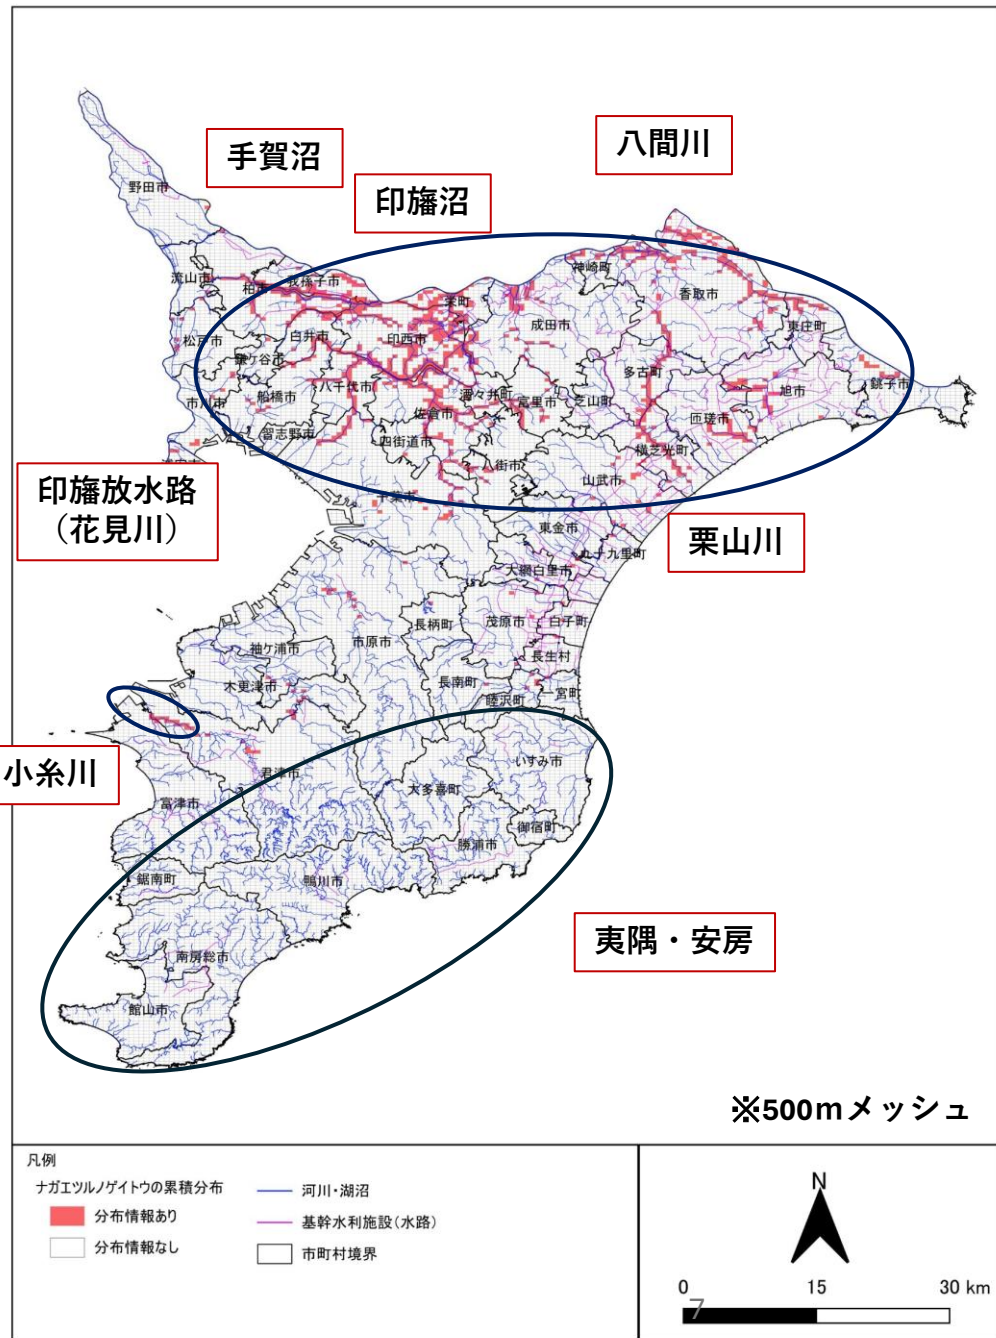 八間川
手賀沼
印旛沼
野田市
流山市
柏市
我孫子市
栄町
神崎町
香取市
成田市
東庄町
松戸市
白井市
印西市
鎌ケ谷市
八千代市
酒々井町
富里市
芝山町
多古町
旭市
銚子市
市川市
船橋市
佐倉市
匝瑳市
習志野市
四街道市
八街市
横芝光町
山武市
印旛放水路
（花見川）
千葉市
東金市
栗山川
九十九里町
大網白里市
長柄町
茂原市
白子町
市原市
袖ケ浦市
長生村
木更津市
長南町
睦沢町
一宮町
小糸川
君津市
いすみ市
大多喜町
富津市
御宿町
勝浦市
鋸南町
鴨川市
夷隅・安房
南房総市
館山市
※500mメッシュ
凡例
ナガエツルノゲイトウの累積分布
分布情報あり
分布情報なし
河川・湖沼
基幹水利施設（水路）
市町村境界
N
0 15 30 km
7